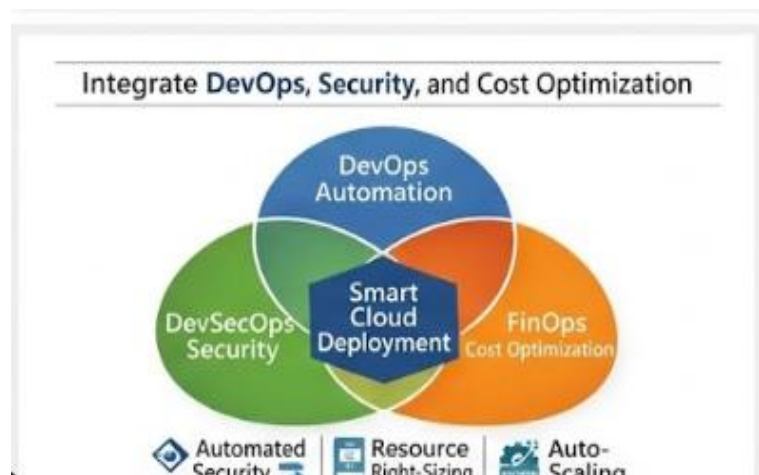 Integrate DevOps, Security, and Cost Optimization
DevOps
Automation
DevSecOps
Security
Smart
Cloud
Deployment
FinOps
Cost Optimization
Automated
Security
Resource
Right-Sizing
Auto-
Scaling